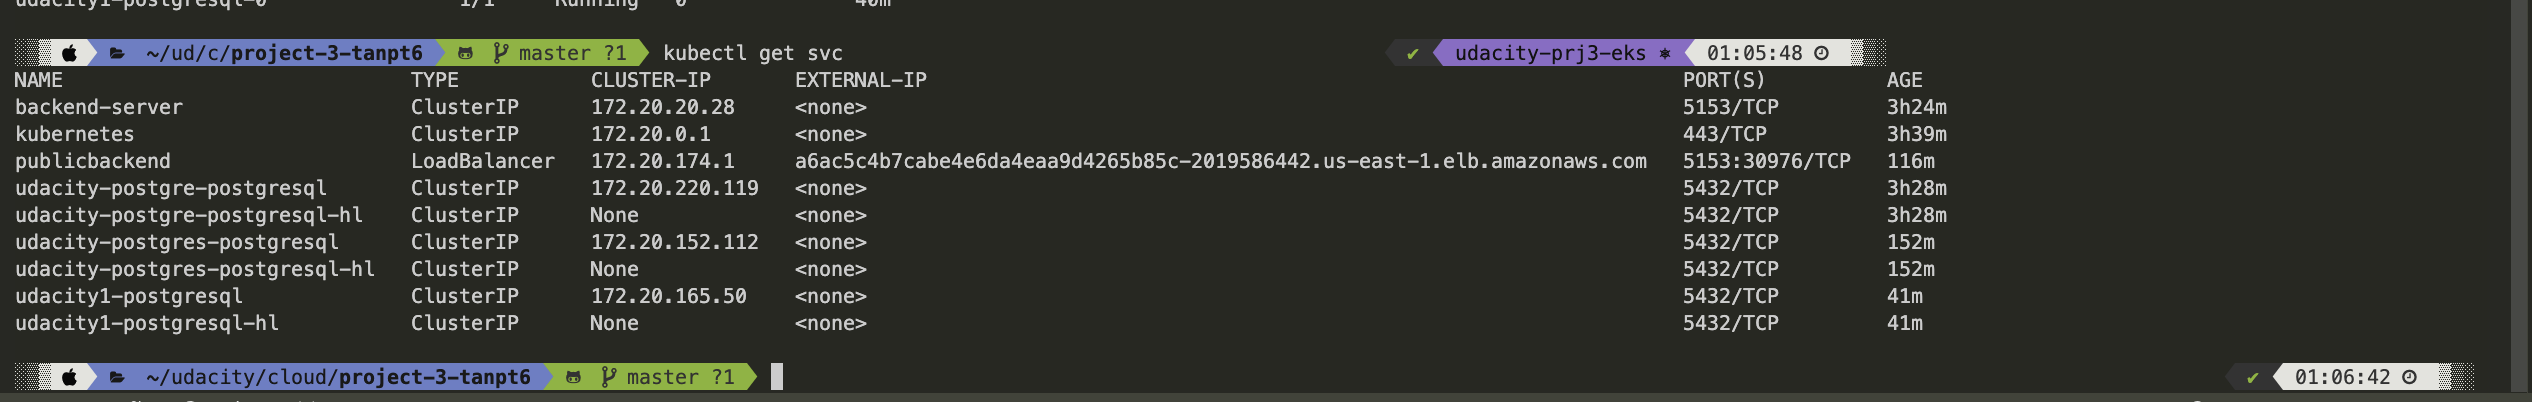 udacity1-postgresql-0 1/1 Running 0 40m
~/ud/c/project-3-tanpt6 master ?1 kubectl get svc ✔ udacity-prj3-eks 01:05:48
NAME TYPE CLUSTER-IP EXTERNAL-IP PORT(S) AGE
backend-server ClusterIP 172.20.20.28 <none> 5153/TCP 3h24m
kubernetes ClusterIP 172.20.0.1 <none> 443/TCP 3h39m
publicbackend LoadBalancer 172.20.174.1 a6ac5c4b7cabe4e6da4eaa9d4265b85c-2019586442.us-east-1.elb.amazonaws.com 5153:30976/TCP 116m
udacity-postgre-postgresql ClusterIP 172.20.220.119 <none> 5432/TCP 3h28m
udacity-postgre-postgresql-hl ClusterIP None <none> 5432/TCP 3h28m
udacity-postgres-postgresql ClusterIP 172.20.152.112 <none> 5432/TCP 152m
udacity-postgres-postgresql-hl ClusterIP None <none> 5432/TCP 152m
udacity1-postgresql ClusterIP 172.20.165.50 <none> 5432/TCP 41m
udacity1-postgresql-hl ClusterIP None <none> 5432/TCP 41m
~/udacity/cloud/project-3-tanpt6 master ?1 ✔ 01:06:42